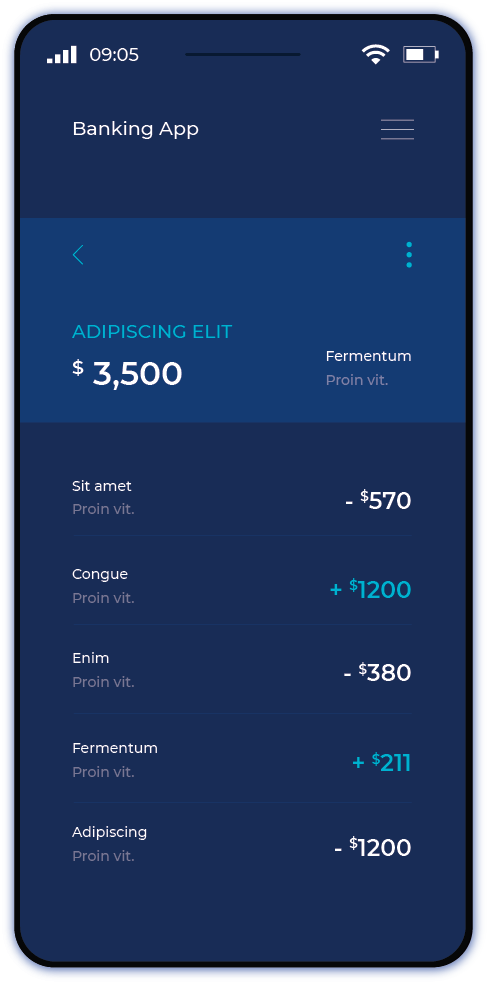 09:05
Banking App
ADIPISCING ELIT
$ 3,500
Fermentum
Proin vit.
Sit amet
Proin vit.
- $570
Congue
Proin vit.
+ $1200
Enim
Proin vit.
- $380
Fermentum
Proin vit.
+ $211
Adipiscing
Proin vit.
- $1200